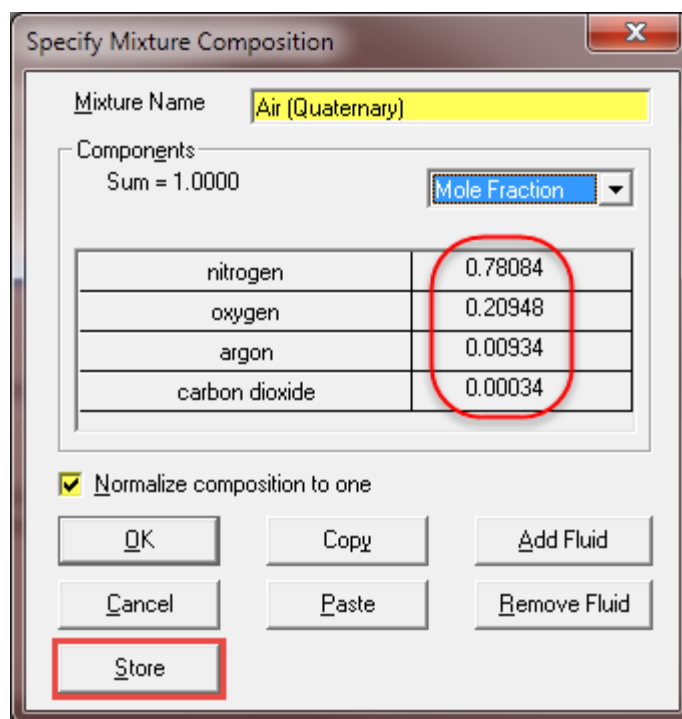 Specify Mixture Composition
Mixture Name Air (Quaternary)
Components
Sum = 1.0000 Mole Fraction
nitrogen 0.78084
oxygen 0.20948
argon 0.00934
carbon dioxide 0.00034
Normalize composition to one
OK Copy Add Fluid
Cancel Paste Remove Fluid
Store